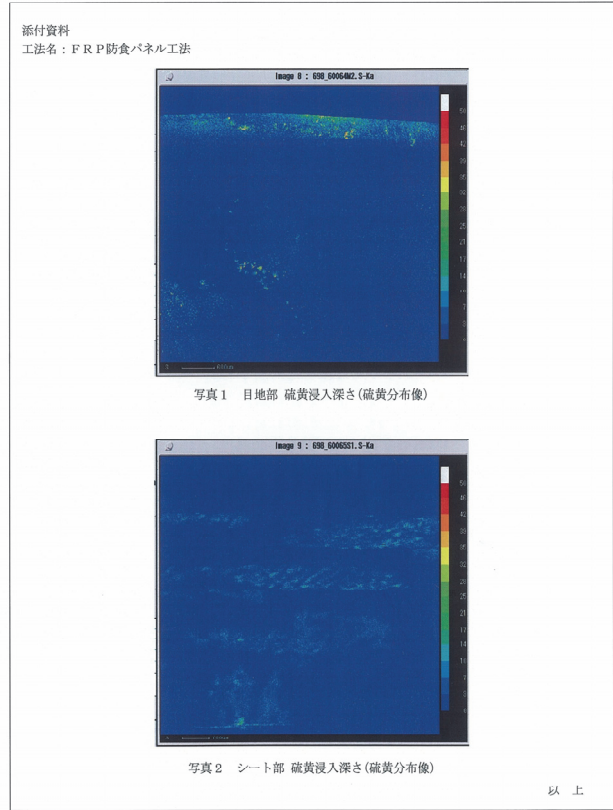 添付資料
工法名：ＦＲＰ防食パネル工法
Image 8 : 698_60064W2.S-Ka
写真１　目地部 硫黄浸入深さ(硫黄分布像)
Image 9 : 698_60065S1.S-Ka
写真２　シート部 硫黄浸入深さ(硫黄分布像)
以　上